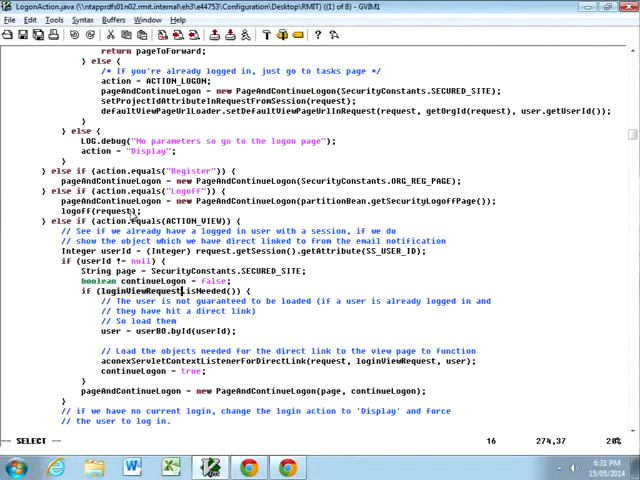 LogonAction.java (\\ntapprdfs01n02.rmit.internal\eh3\e44753\Configuration\Desktop\RMIT) ((1) of 8) - GVIM1
File Edit Tools Syntax Buffers Window Help
return pageToForward;
} else {
/* If you're already logged in, just go to tasks page */
action = ACTION_LOGON;
pageAndContinueLogon = new PageAndContinueLogon(SecurityConstants.SECURED_SITE);
setProjectIdAttributeInRequestFromSession(request);
defaultViewPageUrlLoader.setDefaultViewPageUrlInRequest(request, getOrgId(request), user.getUserId());
}
} else {
LOG.debug("No parameters so go to the logon page");
action = "Display";
}
} else if (action.equals("Register")) {
pageAndContinueLogon = new PageAndContinueLogon(SecurityConstants.ORG_REG_PAGE);
} else if (action.equals("Logoff")) {
pageAndContinueLogon = new PageAndContinueLogon(partitionBean.getSecurityLogoffPage());
logoff(request);
} else if (action.equals(ACTION_VIEW)) {
// See if we already have a logged in user with a session, if we do
// show the object which we have direct linked to from the email notification
Integer userId = (Integer) request.getSession().getAttribute(SS_USER_ID);
if (userId != null) {
String page = SecurityConstants.SECURED_SITE;
boolean continueLogon = false;
if (loginViewRequest.isNeeded()) {
// The user is not guaranteed to be loaded (if a user is already logged in and
// they have hit a direct link)
// So load them
user = userBO.byId(userId);
// Load the objects needed for the direct link to the view page to function
aconexServletContextListenerForDirectLink(request, loginViewRequest, user);
continueLogon = true;
}
pageAndContinueLogon = new PageAndContinueLogon(page, continueLogon);
}
// if we have no current login, change the login action to 'Display' and force
// the user to log in.
-- SELECT -- 16 274,37 20%
6:31 PM
15/05/2014